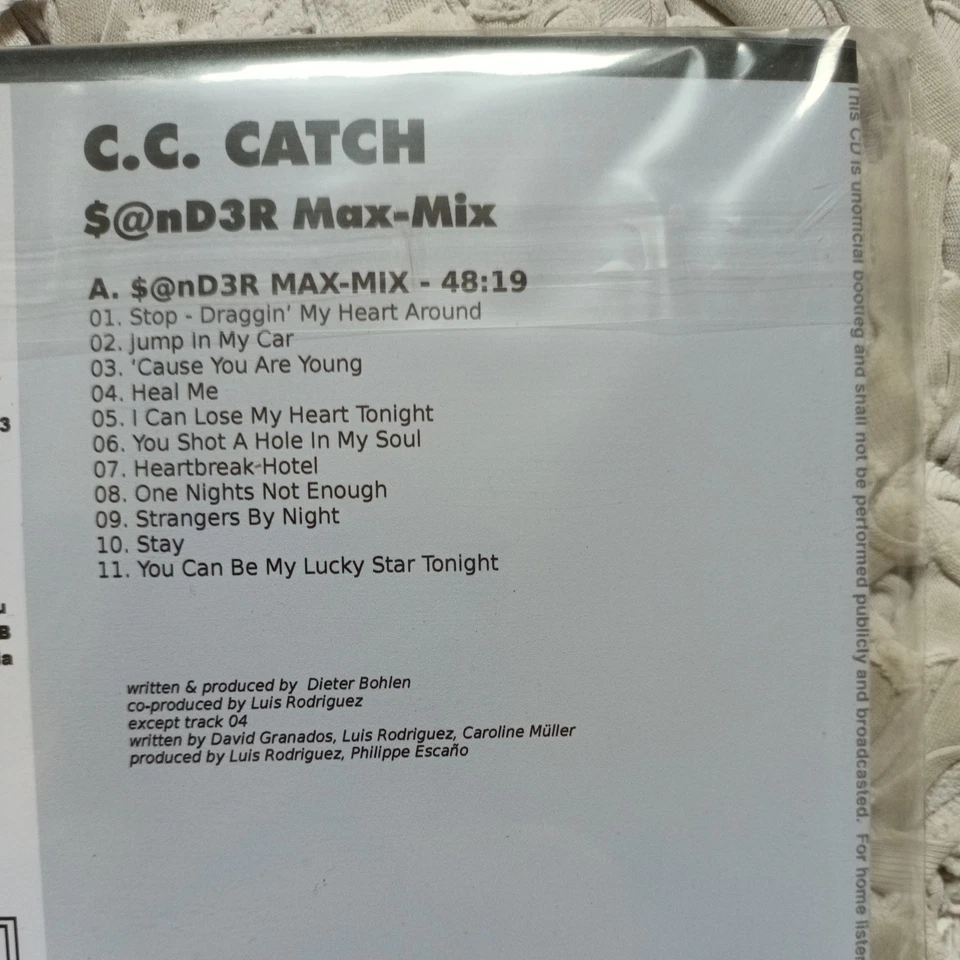 C.C. CATCH
$@nD3R Max-Mix
A. $@nD3R MAX-MIX - 48:19
01. Stop - Draggin' My Heart Around
02. Jump In My Car
03. 'Cause You Are Young
04. Heal Me
05. I Can Lose My Heart Tonight
06. You Shot A Hole In My Soul
07. Heartbreak-Hotel
08. One Nights Not Enough
09. Strangers By Night
10. Stay
11. You Can Be My Lucky Star Tonight
written & produced by Dieter Bohlen
co-produced by Luis Rodriguez
except track 04
written by David Granados, Luis Rodriguez, Caroline Müller
produced by Luis Rodriguez, Philippe Escaño
This CD is unofficial bootleg and shall not be performed publicly and broadcasted. For home
3
B